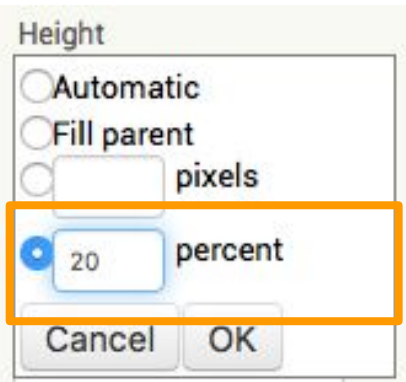 Height
Automatic
Fill parent
pixels
20 percent
Cancel OK